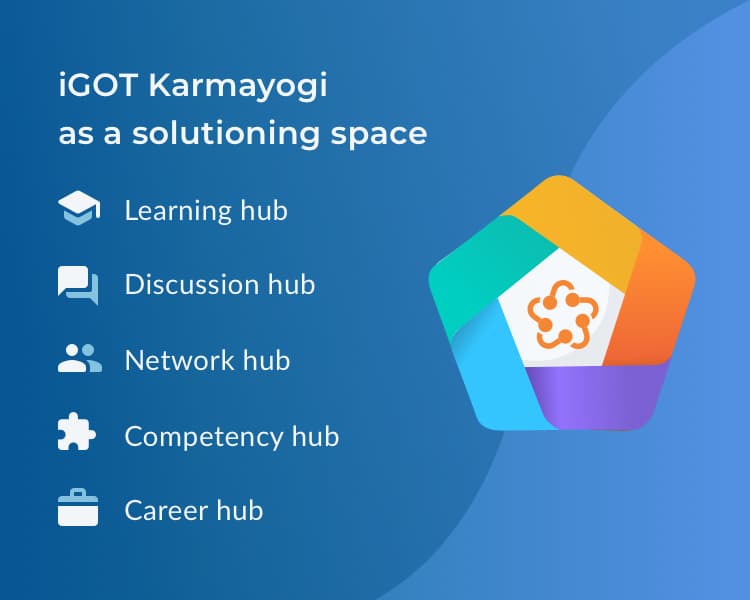 iGOT Karmayogi
as a solutioning space
Learning hub
Discussion hub
Network hub
Competency hub
Career hub